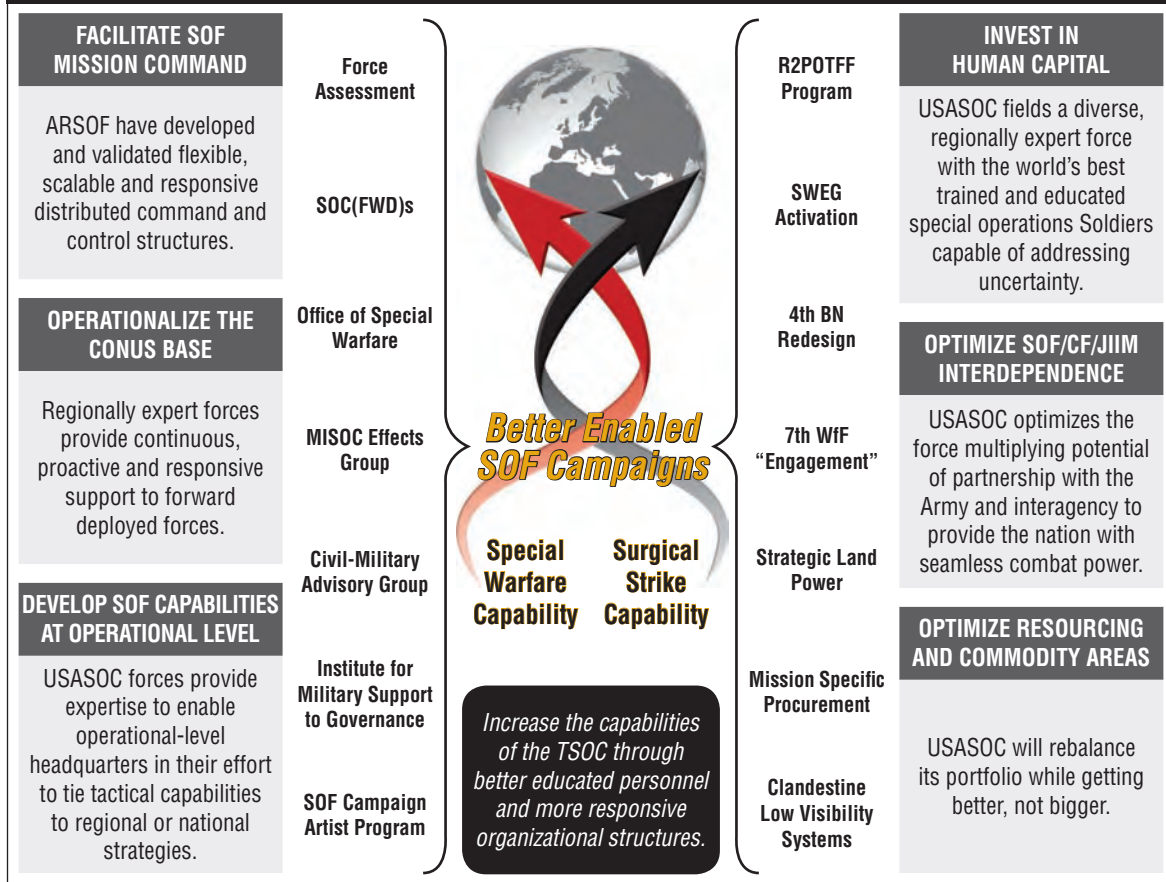 FACILITATE SOF
MISSION COMMAND
ARSOF have developed
and validated flexible,
scalable and responsive
distributed command and
control structures.
OPERATIONALIZE THE
CONUS BASE
Regionally expert forces
provide continuous,
proactive and responsive
support to forward
deployed forces.
DEVELOP SOF CAPABILITIES
AT OPERATIONAL LEVEL
USASOC forces provide
expertise to enable
operational-level
headquarters in their effort
to tie tactical capabilities
to regional or national
strategies.
Force
Assessment
SOC(FWD)s
Office of Special
Warfare
MISOC Effects
Group
Civil-Military
Advisory Group
Institute for
Military Support
to Governance
SOF Campaign
Artist Program
Better Enabled
SOF Campaigns
Special
Warfare
Capability
Surgical
Strike
Capability
Increase the capabilities
of the TSOC through
better educated personnel
and more responsive
organizational structures.
R2POTFF
Program
SWEG
Activation
4th BN
Redesign
7th WfF
“Engagement”
Strategic Land
Power
Mission Specific
Procurement
Clandestine
Low Visibility
Systems
INVEST IN
HUMAN CAPITAL
USASOC fields a diverse,
regionally expert force
with the world’s best
trained and educated
special operations Soldiers
capable of addressing
uncertainty.
OPTIMIZE SOF/CF/JIIM
INTERDEPENDENCE
USASOC optimizes the
force multiplying potential
of partnership with the
Army and interagency to
provide the nation with
seamless combat power.
OPTIMIZE RESOURCING
AND COMMODITY AREAS
USASOC will rebalance
its portfolio while getting
better, not bigger.